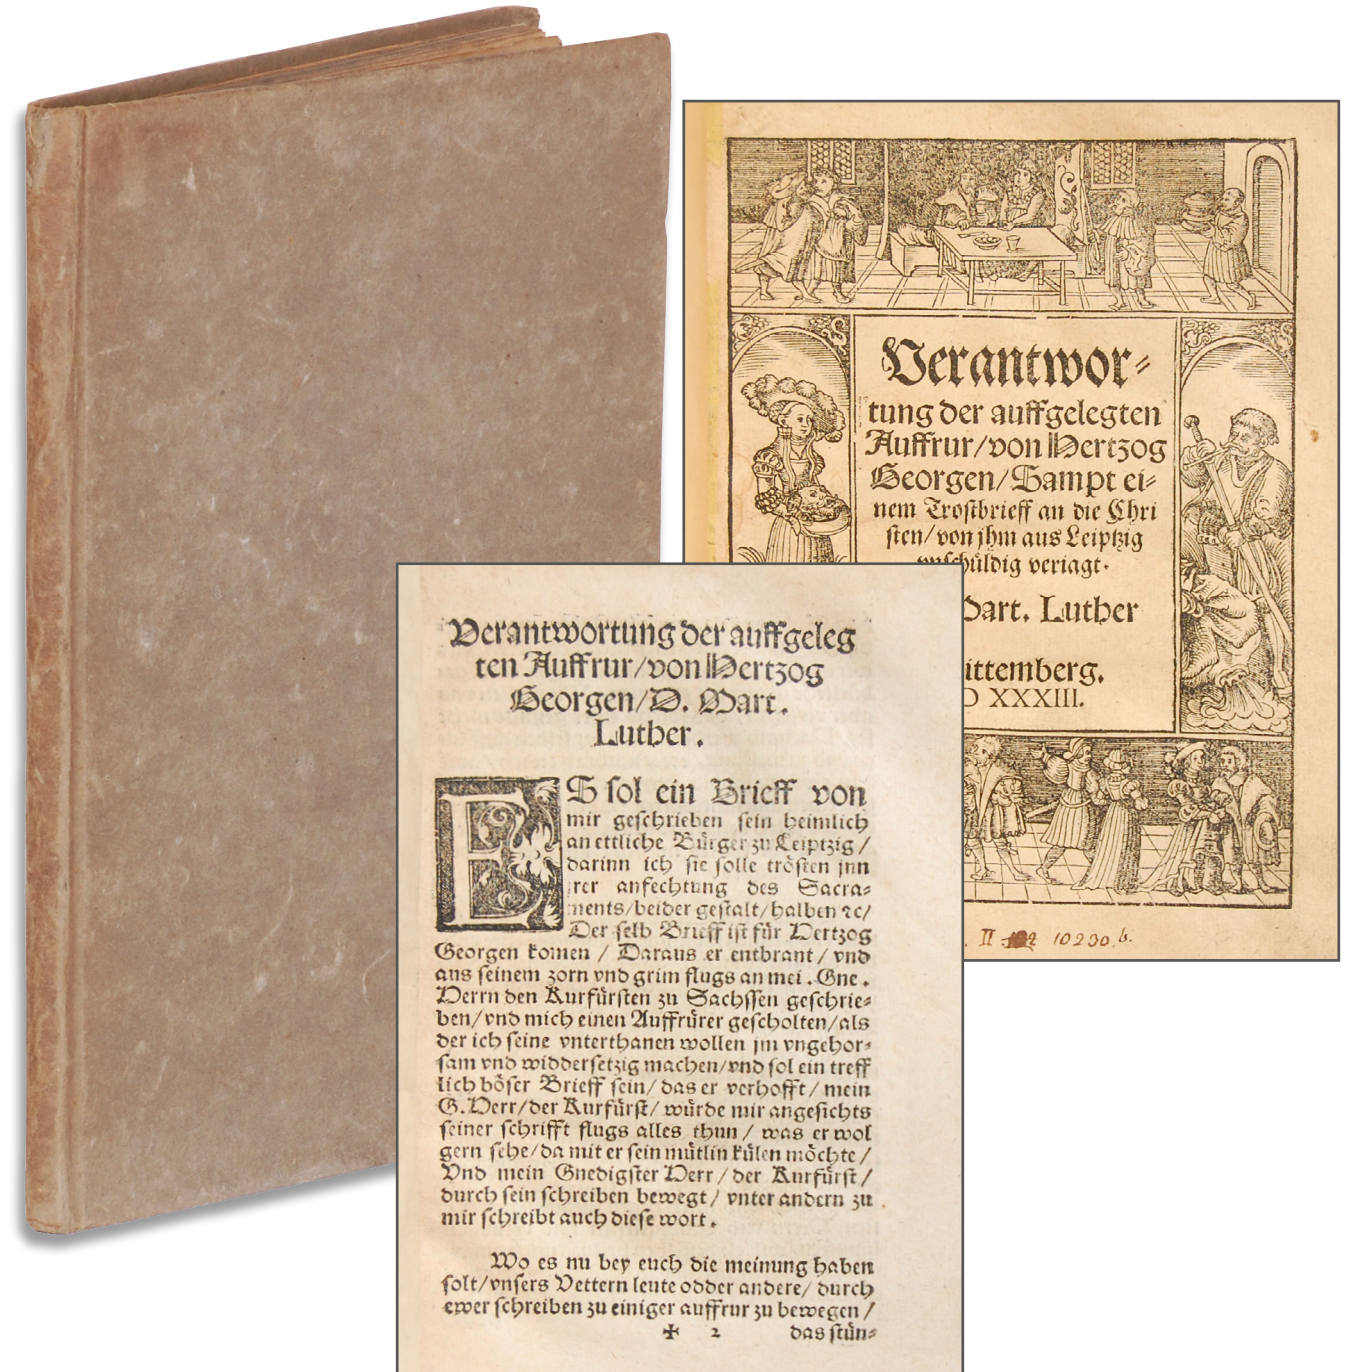 Verantwor⸗
tung der auffgelegten
Auffrur/von Hertzog
Georgen/Sampt ei⸗
nem Trostbrieff an die Chri
sten/von jhm aus Leiptzig
vnschüldig veriagt.
Mart. Luther
ittemberg.
D XXXIII.
II 10230.b.
Verantwortung der auffgeleg
ten Auffrur/von Hertzog
Georgen/D. Mart.
Luther.
ES sol ein Brieff von
mir geschrieben sein heimlich
an ettliche Bürger zu Leiptzig/
darinn ich sie solle trösten jnn
jrer anfechtung des Sacra⸗
ments/beider gestalt/halben ⁊c/
Der selb Brieff ist für Hertzog
Georgen komen / Daraus er entbrant / vnd
aus seinem zorn vnd grim flugs an mei . Gne .
Herrn den Kurfürsten zu Sachssen geschrie⸗
ben/vnd mich einen Auffrürer gescholten/als
der ich seine vnterthanen wollen jm vngehor⸗
sam vnd widdersetzig machen/vnd sol ein treff
lich böser Brieff sein/ das er verhofft / mein
G.Herr/der Kurfürst/ würde mir angesichts
seiner schrifft flugs alles thun / was er wol
gern sehe/da mit er sein mütlin külen möchte /
Vnd mein Gnedigster Herr / der Kurfürst /
durch sein schreiben bewegt / vnter andern zu
mir schreibt auch diese wort .
Wo es nu bey euch die meinung haben
solt/vnsers Vettern leute odder andere/ durch
ewer schreiben zu einiger auffrur zu bewegen /
✠ 2 das stün⸗